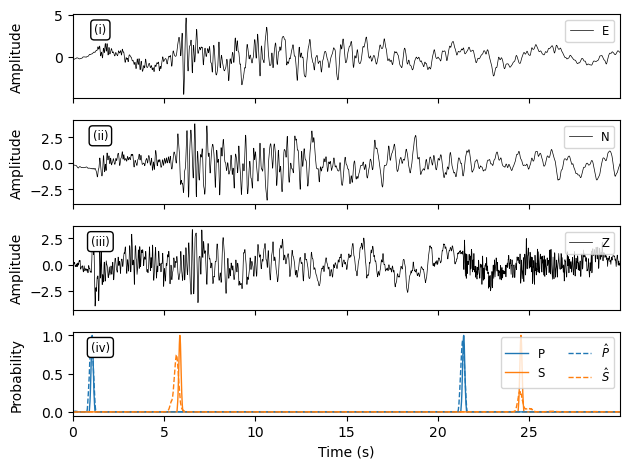 Amplitude
5
0
(i)
E
Amplitude
2.5
0.0
−2.5
(ii)
N
Amplitude
2.5
0.0
−2.5
(iii)
Z
Probability
1.0
0.5
0.0
(iv)
P
S
P̂
Ŝ
0 5 10 15 20 25
Time (s)